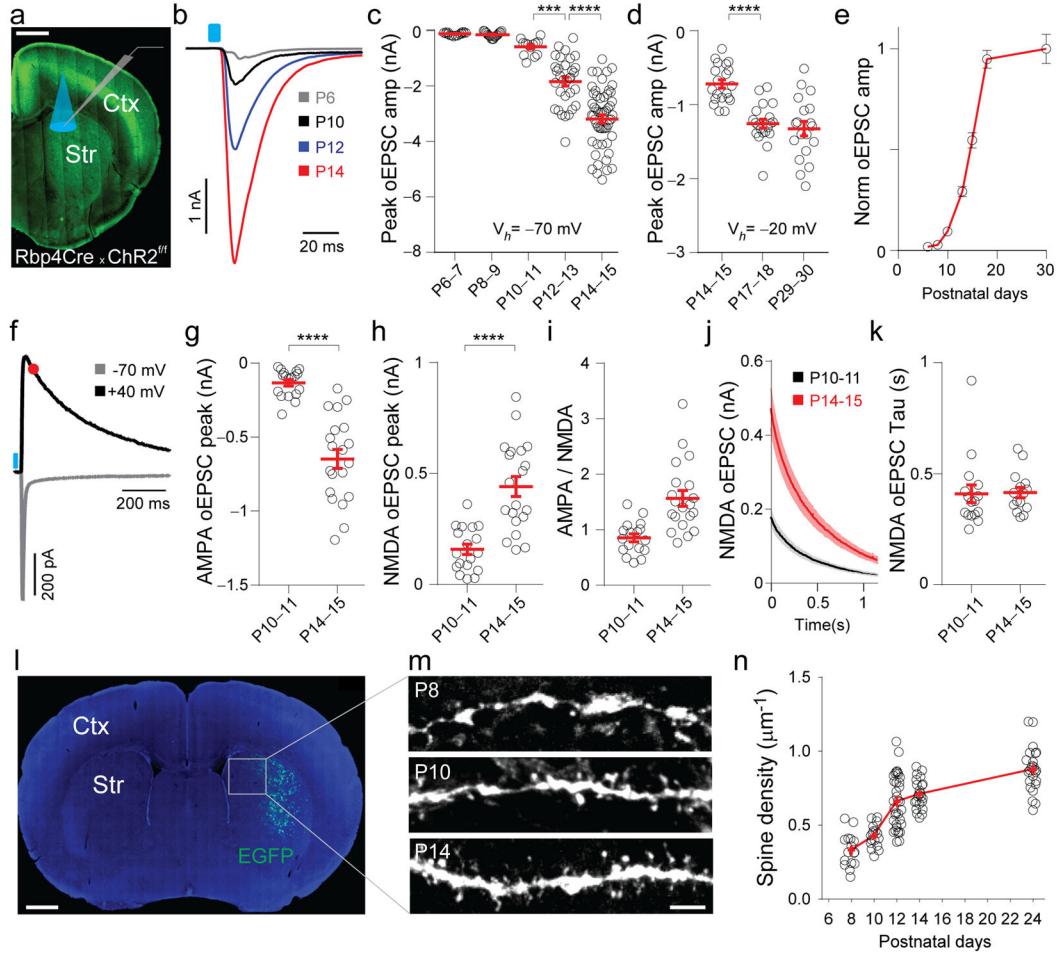 a
Ctx
Str
Rbp4Cre x ChR2f/f
b
P6
P10
P12
P14
1 nA
20 ms
c
Peak oEPSC amp (nA)
*** ****
0
−2
−4
−6
−8
Vh= −70 mV
P6−7
P8−9
P10−11
P12−13
P14−15
d
Peak oEPSC amp (nA)
****
0
−1
−2
−3
Vh= −20 mV
P14−15
P17−18
P29−30
e
Norm oEPSC amp
1
0
0 10 20 30
Postnatal days
f
-70 mV
+40 mV
200 ms
200 pA
g
AMPA oEPSC peak (nA)
****
0
−0.5
−1
−1.5
P10−11
P14−15
h
NMDA oEPSC peak (nA)
****
1
0.5
0
P10−11
P14−15
i
AMPA / NMDA
4
3
2
1
0
P10−11
P14−15
j
NMDA oEPSC (nA)
P10-11
P14-15
0.6
0.4
0.2
0
0 0.5 1
Time(s)
k
NMDA oEPSC Tau (s)
1
0.5
0
P10−11
P14−15
l
Ctx
Str
EGFP
m
P8
P10
P14
n
Spine density (µm-1)
1.5
1.0
0.5
0.0
6 8 10 12 14 16 18 20 22 24
Postnatal days